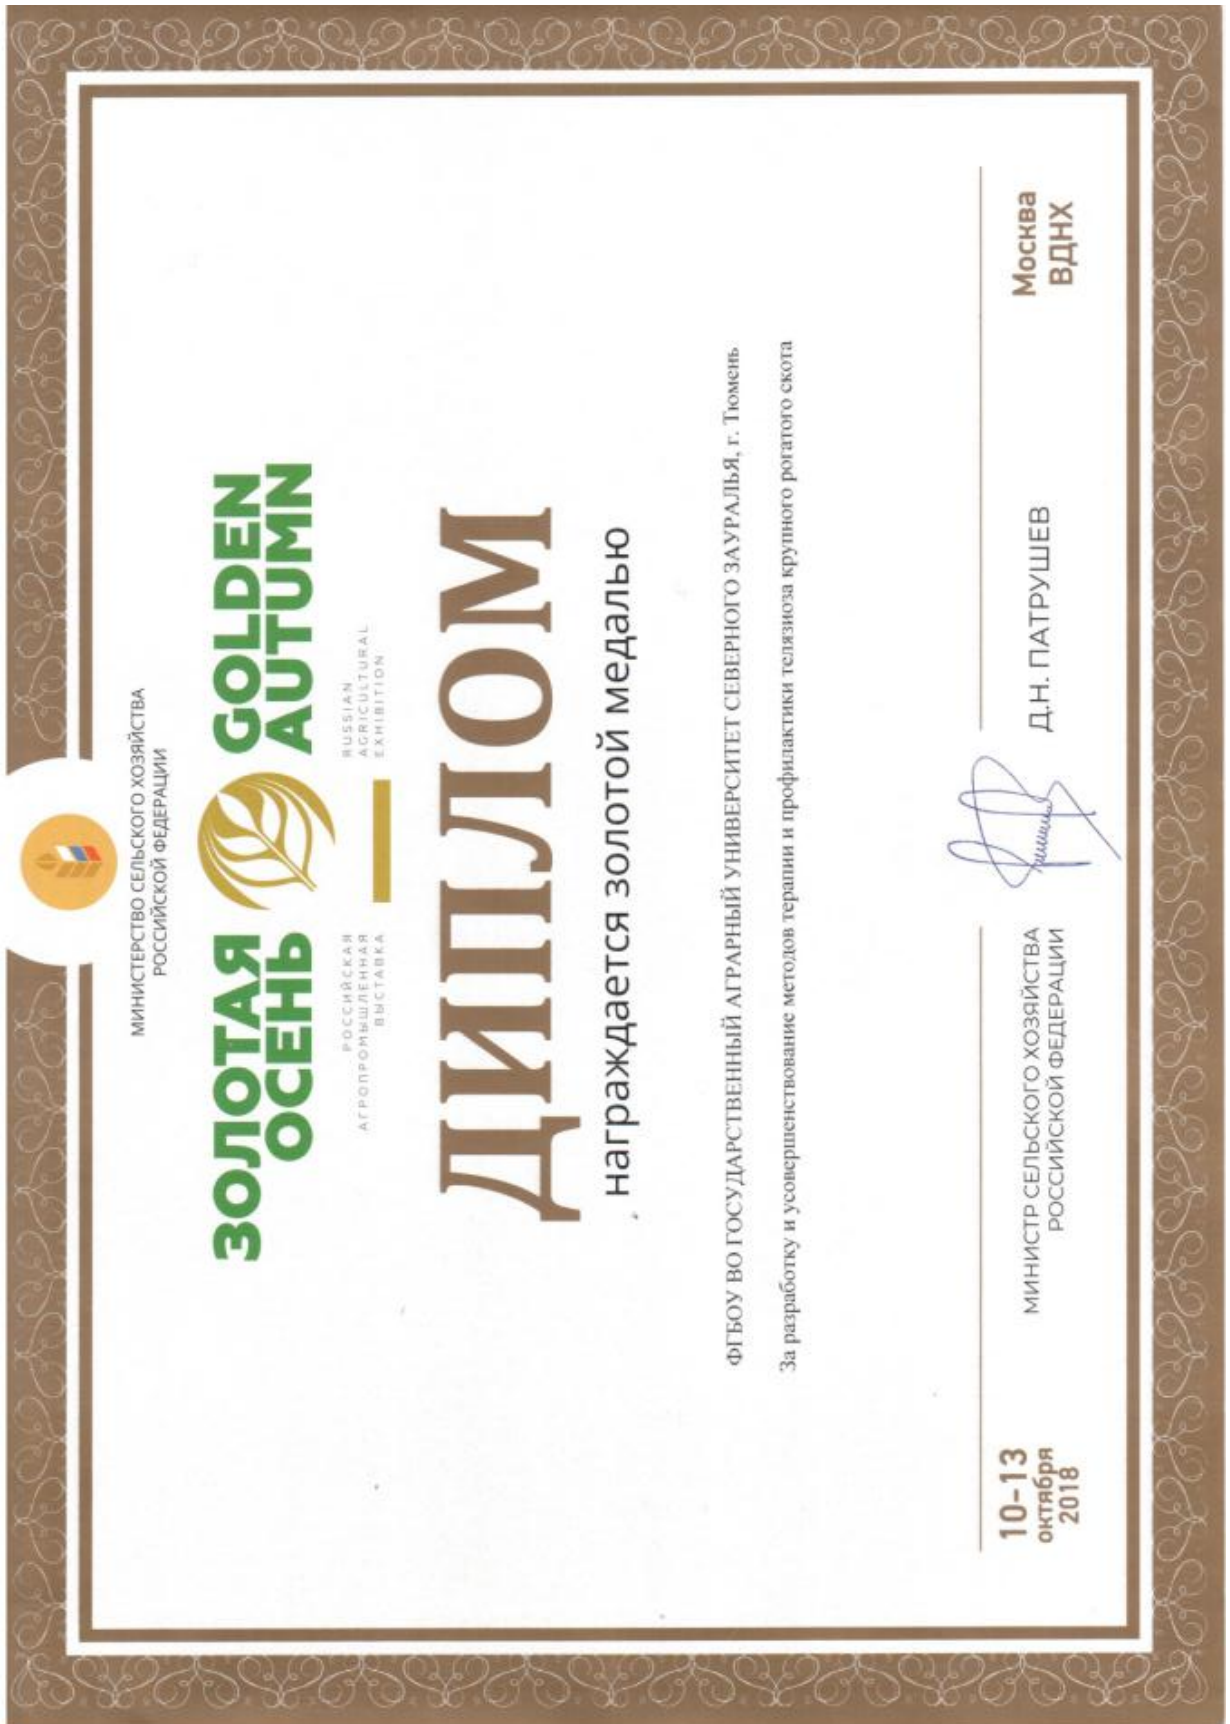 МИНИСТЕРСТВО СЕЛЬСКОГО ХОЗЯЙСТВА
РОССИЙСКОЙ ФЕДЕРАЦИИ
ЗОЛОТАЯ
ОСЕНЬ
GOLDEN
AUTUMN
РОССИЙСКАЯ
АГРОПРОМЫШЛЕННАЯ
ВЫСТАВКА
RUSSIAN
AGRICULTURAL
EXHIBITION
ДИПЛОМ
награждается золотой медалью
ФГБОУ ВО ГОСУДАРСТВЕННЫЙ АГРАРНЫЙ УНИВЕРСИТЕТ СЕВЕРНОГО ЗАУРАЛЬЯ, г. Тюмень
За разработку и усовершенствование методов терапии и профилактики телязиоза крупного рогатого скота
10-13
октября
2018
МИНИСТР СЕЛЬСКОГО ХОЗЯЙСТВА
РОССИЙСКОЙ ФЕДЕРАЦИИ
Д.Н. ПАТРУШЕВ
Москва
ВДНХ